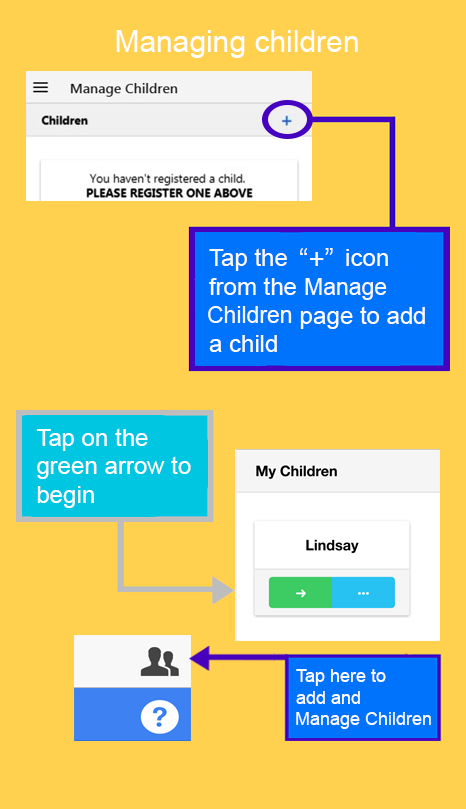 Managing children
Manage Children
Children +
You haven't registered a child.
PLEASE REGISTER ONE ABOVE
Tap the “+” icon
from the Manage
Children page to add
a child
Tap on the
green arrow to
begin
My Children
Lindsay
→ ...
?
Tap here to
add and
Manage Children